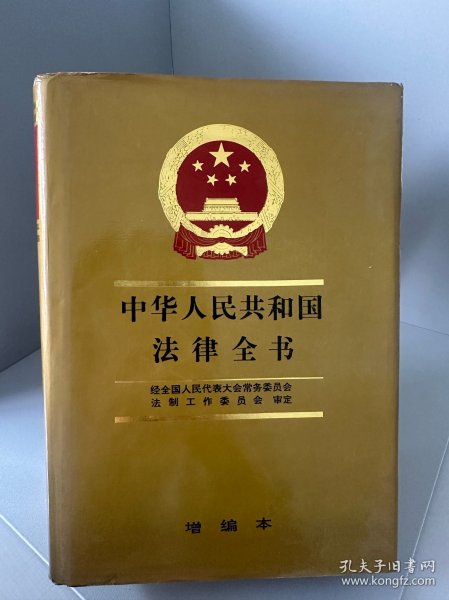 中华人民共和国
法律全书
经全国人民代表大会常务委员会
法制工作委员会 审定
增编本
孔夫子旧书网
www.kongfz.com